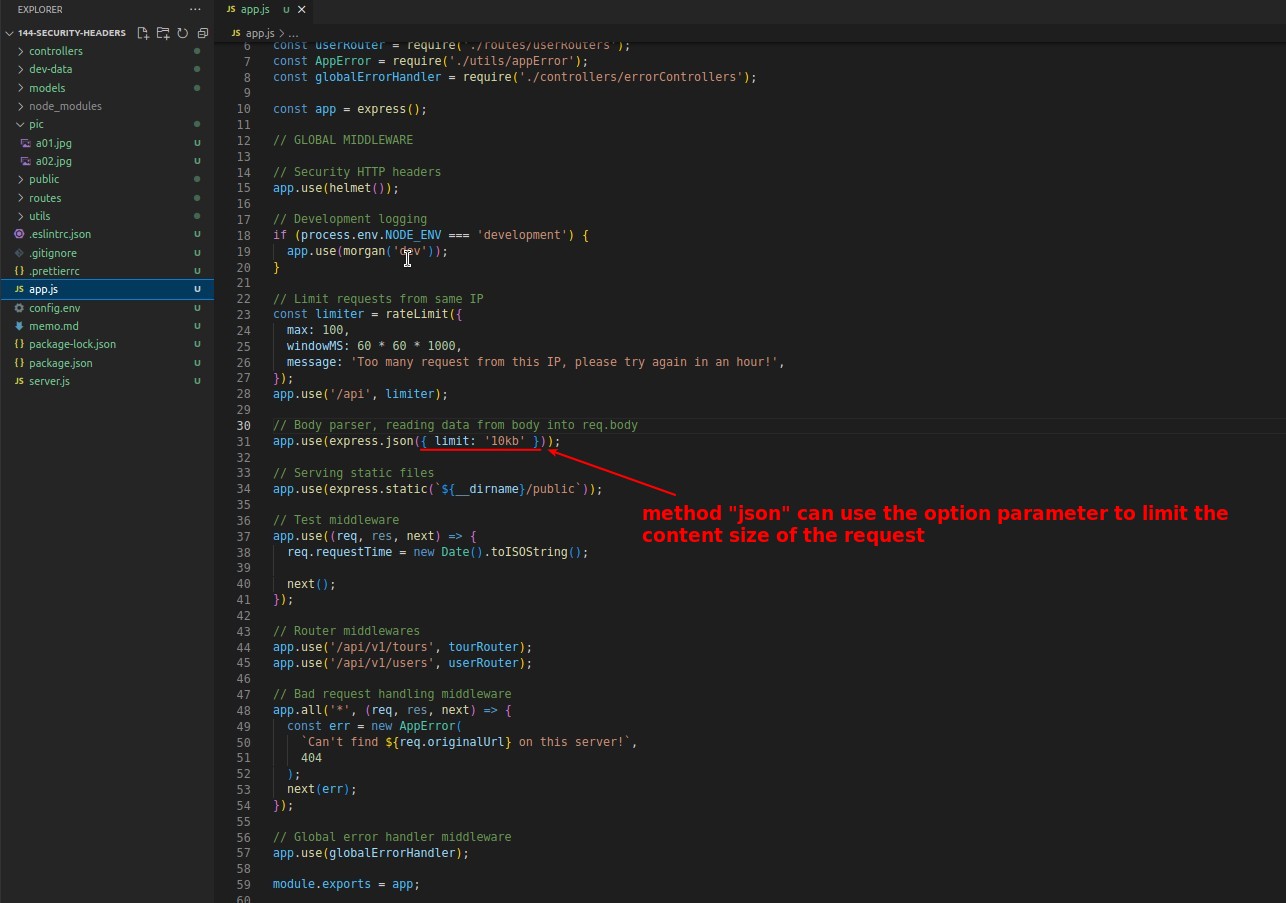 EXPLORER ···
144-SECURITY-HEADERS
controllers
dev-data
models
node_modules
pic
a01.jpg U
a02.jpg U
public
routes
utils
.eslintrc.json U
.gitignore U
{} .prettierrc U
JS app.js U
config.env U
memo.md U
{} package-lock.json U
{} package.json U
JS server.js U
JS app.js U ×
JS app.js > ...
6 const userRouter = require('./routes/userRouters');
7 const AppError = require('./utils/appError');
8 const globalErrorHandler = require('./controllers/errorControllers');
9
10 const app = express();
11
12 // GLOBAL MIDDLEWARE
13
14 // Security HTTP headers
15 app.use(helmet());
16
17 // Development logging
18 if (process.env.NODE_ENV === 'development') {
19 app.use(morgan('dev'));
20 }
21
22 // Limit requests from same IP
23 const limiter = rateLimit({
24 max: 100,
25 windowMS: 60 * 60 * 1000,
26 message: 'Too many request from this IP, please try again in an hour!',
27 });
28 app.use('/api', limiter);
29
30 // Body parser, reading data from body into req.body
31 app.use(express.json({ limit: '10kb' }));
32
33 // Serving static files
34 app.use(express.static(`${__dirname}/public`));
35
method "json" can use the option parameter to limit the
content size of the request
36 // Test middleware
37 app.use((req, res, next) => {
38 req.requestTime = new Date().toISOString();
39
40 next();
41 });
42
43 // Router middlewares
44 app.use('/api/v1/tours', tourRouter);
45 app.use('/api/v1/users', userRouter);
46
47 // Bad request handling middleware
48 app.all('*', (req, res, next) => {
49 const err = new AppError(
50 `Can't find ${req.originalUrl} on this server!`,
51 404
52 );
53 next(err);
54 });
55
56 // Global error handler middleware
57 app.use(globalErrorHandler);
58
59 module.exports = app;
60